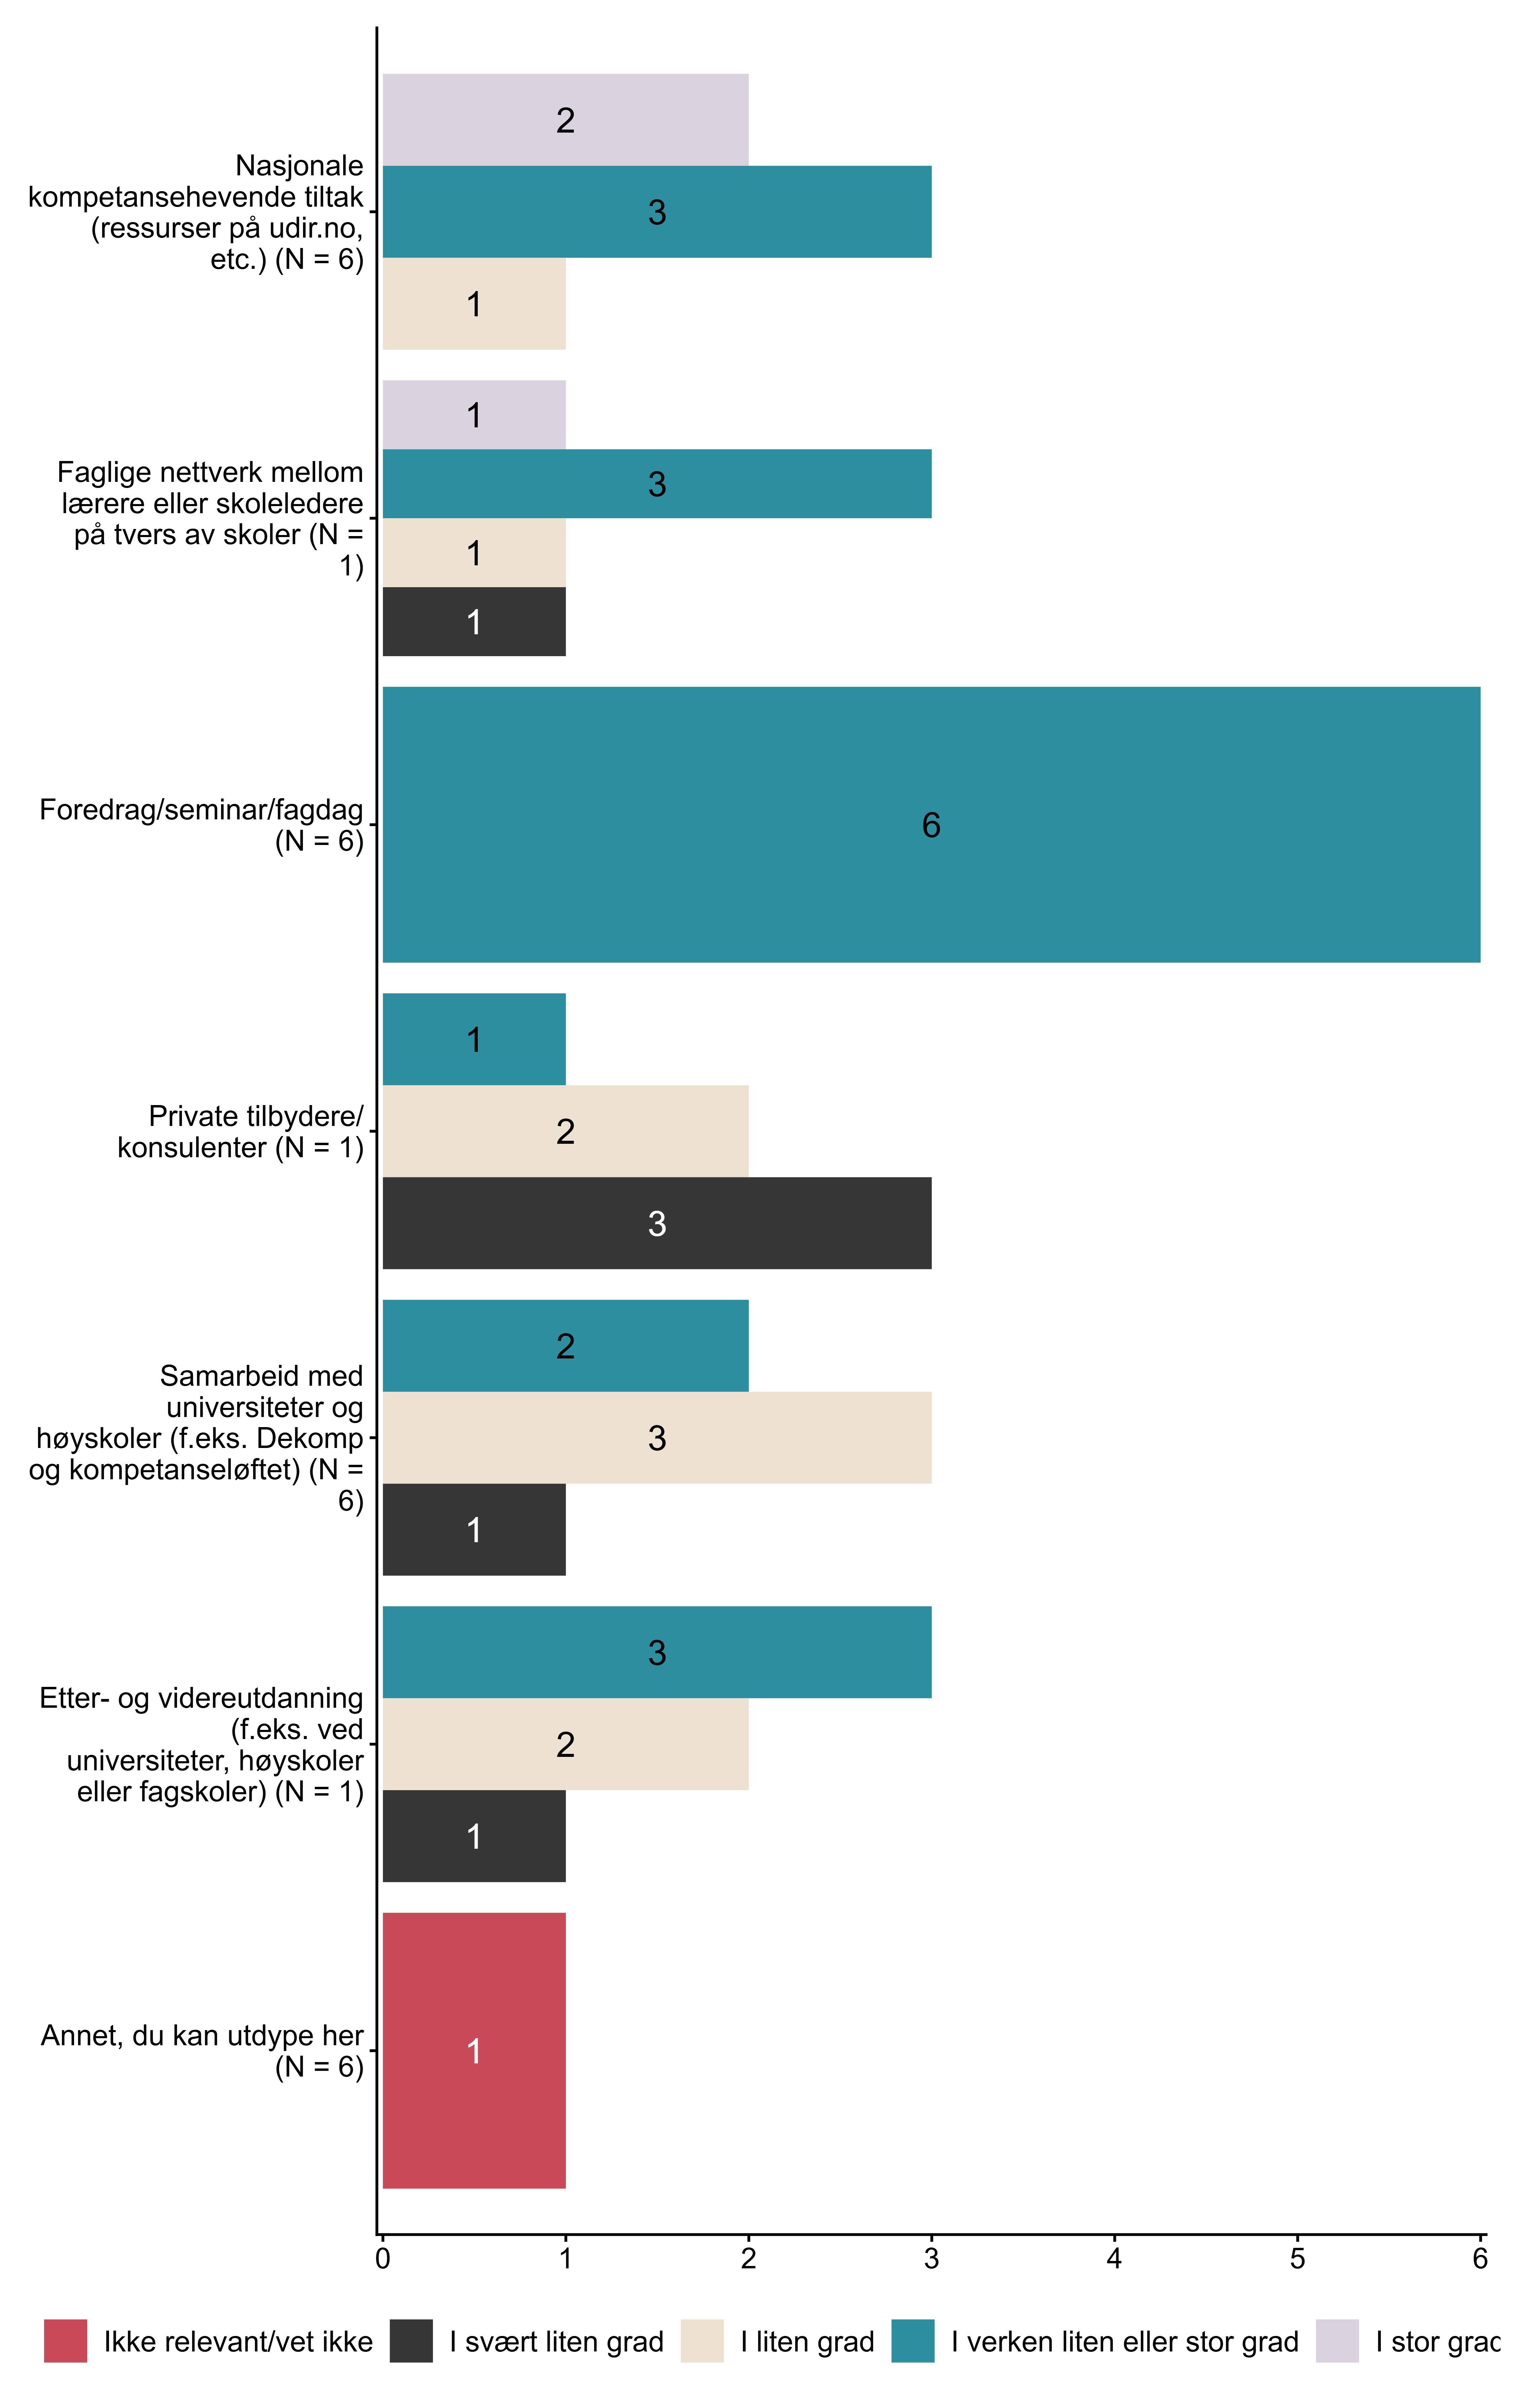 Nasjonale
kompetansehevende tiltak
(ressurser på udir.no,
etc.) (N = 6)
2
3
1
Faglige nettverk mellom
lærere eller skoleledere
på tvers av skoler (N =
1)
1
3
1
1
Foredrag/seminar/fagdag
(N = 6)
6
Private tilbydere/
konsulenter (N = 1)
1
2
3
Samarbeid med
universiteter og
høyskoler (f.eks. Dekomp
og kompetanseløftet) (N =
6)
2
3
1
Etter- og videreutdanning
(f.eks. ved
universiteter, høyskoler
eller fagskoler) (N = 1)
3
2
1
Annet, du kan utdype her
(N = 6)
1
0 1 2 3 4 5 6
Ikke relevant/vet ikke I svært liten grad I liten grad I verken liten eller stor grad I stor grad